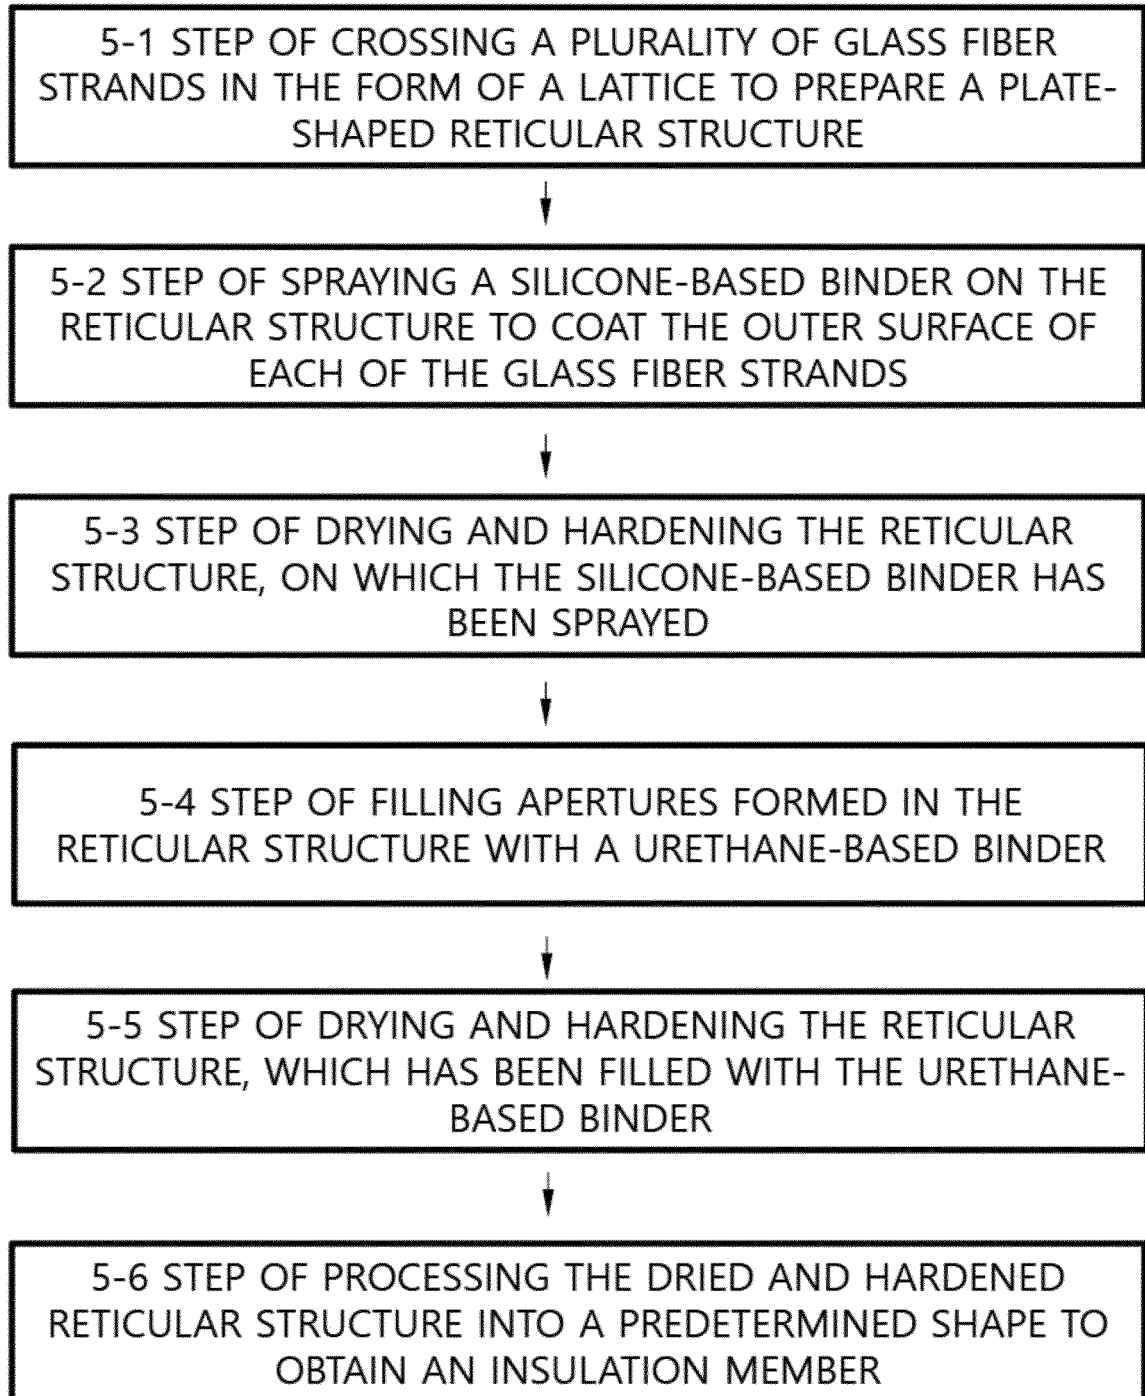 5-1 STEP OF CROSSING A PLURALITY OF GLASS FIBER
STRANDS IN THE FORM OF A LATTICE TO PREPARE A PLATE-
SHAPED RETICULAR STRUCTURE
5-2 STEP OF SPRAYING A SILICONE-BASED BINDER ON THE
RETICULAR STRUCTURE TO COAT THE OUTER SURFACE OF
EACH OF THE GLASS FIBER STRANDS
5-3 STEP OF DRYING AND HARDENING THE RETICULAR
STRUCTURE, ON WHICH THE SILICONE-BASED BINDER HAS
BEEN SPRAYED
5-4 STEP OF FILLING APERTURES FORMED IN THE
RETICULAR STRUCTURE WITH A URETHANE-BASED BINDER
5-5 STEP OF DRYING AND HARDENING THE RETICULAR
STRUCTURE, WHICH HAS BEEN FILLED WITH THE URETHANE-
BASED BINDER
5-6 STEP OF PROCESSING THE DRIED AND HARDENED
RETICULAR STRUCTURE INTO A PREDETERMINED SHAPE TO
OBTAIN AN INSULATION MEMBER